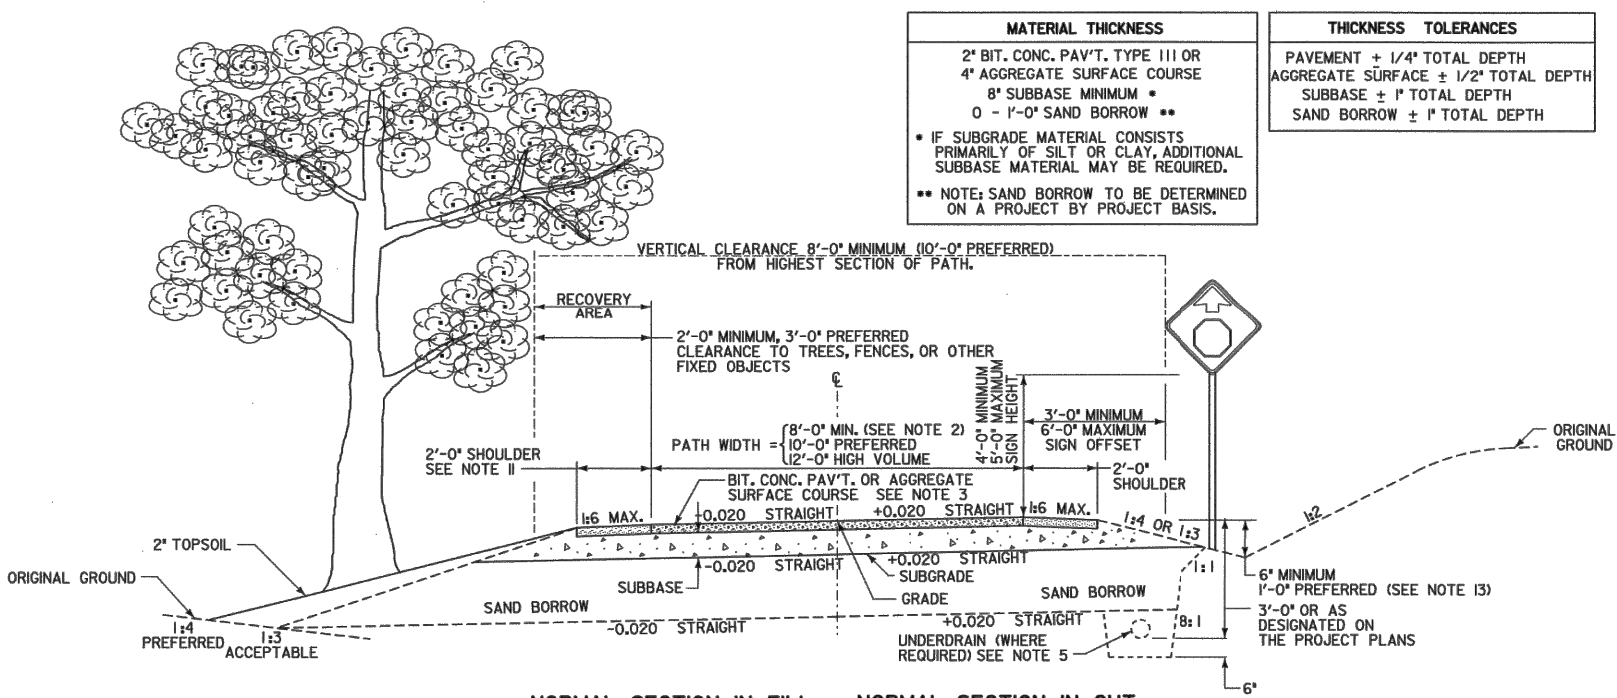 MATERIAL THICKNESS
2" BIT. CONC. PAV'T. TYPE III OR
4" AGGREGATE SURFACE COURSE
8" SUBBASE MINIMUM *
0 - 1'-0" SAND BORROW **
* IF SUBGRADE MATERIAL CONSISTS
PRIMARILY OF SILT OR CLAY, ADDITIONAL
SUBBASE MATERIAL MAY BE REQUIRED.
** NOTE: SAND BORROW TO BE DETERMINED
ON A PROJECT BY PROJECT BASIS.
THICKNESS TOLERANCES
PAVEMENT ± 1/4" TOTAL DEPTH
AGGREGATE SURFACE ± 1/2" TOTAL DEPTH
SUBBASE ± 1" TOTAL DEPTH
SAND BORROW ± 1" TOTAL DEPTH
VERTICAL CLEARANCE 8'-0" MINIMUM (10'-0" PREFERRED)
FROM HIGHEST SECTION OF PATH.
RECOVERY
AREA
2'-0" MINIMUM, 3'-0" PREFERRED
CLEARANCE TO TREES, FENCES, OR OTHER
FIXED OBJECTS
℄
4'-0" MINIMUM
5'-0" MAXIMUM
SIGN HEIGHT
3'-0" MINIMUM
6'-0" MAXIMUM
SIGN OFFSET
PATH WIDTH =
8'-0" MIN. (SEE NOTE 2)
10'-0" PREFERRED
12'-0" HIGH VOLUME
2'-0" SHOULDER
SEE NOTE 11
2'-0"
SHOULDER
ORIGINAL
GROUND
BIT. CONC. PAV'T. OR AGGREGATE
SURFACE COURSE SEE NOTE 3
1:6 MAX.
+0.020 STRAIGHT
+0.020 STRAIGHT
1:6 MAX.
1:4 OR 1:3
1:2
2" TOPSOIL
ORIGINAL GROUND
-0.020 STRAIGHT
+0.020 STRAIGHT
SUBBASE
SUBGRADE
GRADE
1:1
6" MINIMUM
1'-0" PREFERRED (SEE NOTE 13)
3'-0" OR AS
DESIGNATED ON
THE PROJECT PLANS
SAND BORROW
SAND BORROW
1:4
PREFERRED
1:3
ACCEPTABLE
-0.020 STRAIGHT
+0.020 STRAIGHT
8:1
UNDERDRAIN (WHERE
REQUIRED) SEE NOTE 5
6"
NORMAL SECTION IN FILL
NORMAL SECTION IN CUT